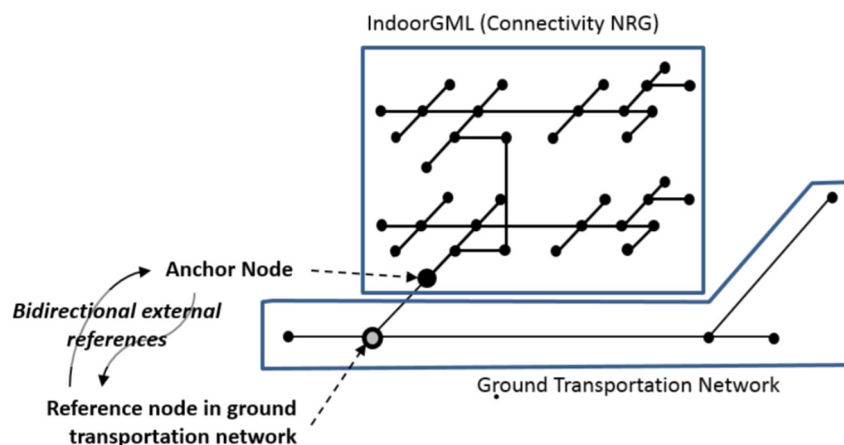 IndoorGML (Connectivity NRG)
Anchor Node
Bidirectional external
references
Ground Transportation Network
Reference node in ground
transportation network